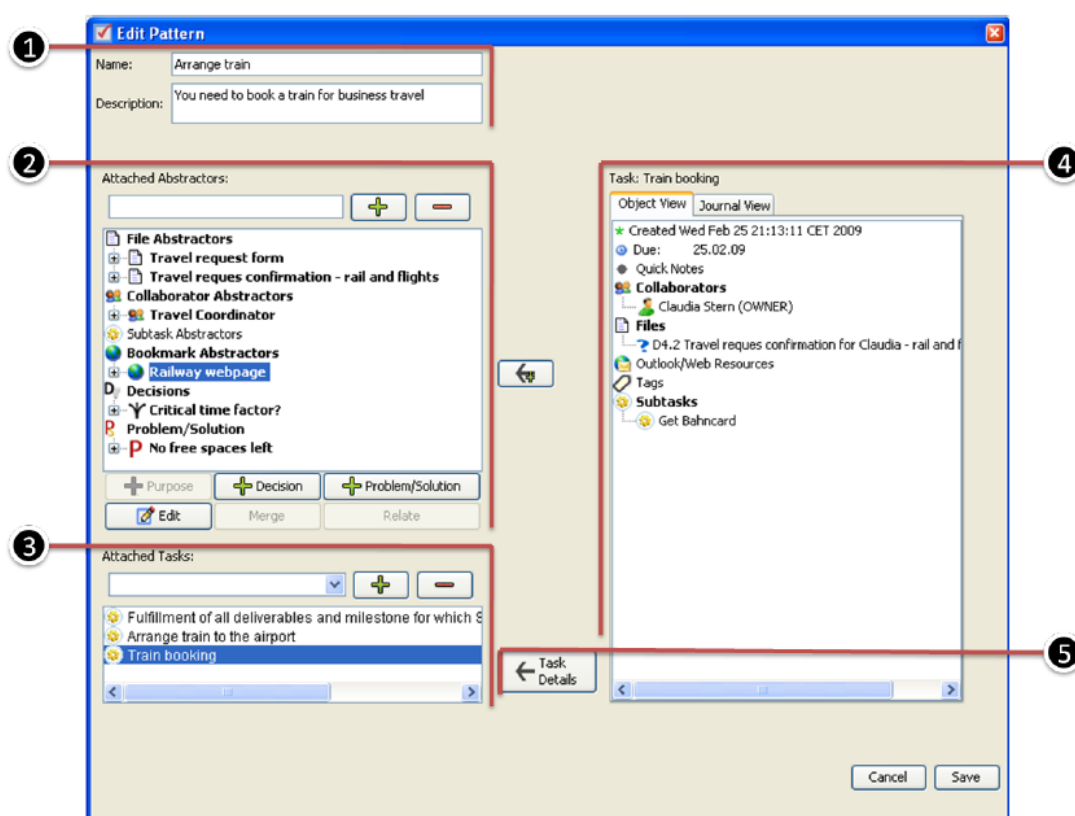 Edit Pattern
1
Name: Arrange train
Description: You need to book a train for business travel
2
Attached Abstractors:
File Abstractors
Travel request form
Travel reques confirmation - rail and flights
Collaborator Abstractors
Travel Coordinator
Subtask Abstractors
Bookmark Abstractors
Railway webpage
Decisions
Critical time factor?
Problem/Solution
P No free spaces left
Purpose Decision Problem/Solution
Edit Merge Relate
3
Attached Tasks:
Fulfillment of all deliverables and milestone for which S
Arrange train to the airport
Train booking
4
Task: Train booking
Object View Journal View
Created Wed Feb 25 21:13:11 CET 2009
Due: 25.02.09
Quick Notes
Collaborators
Claudia Stern (OWNER)
Files
D4.2 Travel reques confirmation for Claudia - rail and f
Outlook/Web Resources
Tags
Subtasks
Get Bahncard
5
Task
Details
Cancel Save